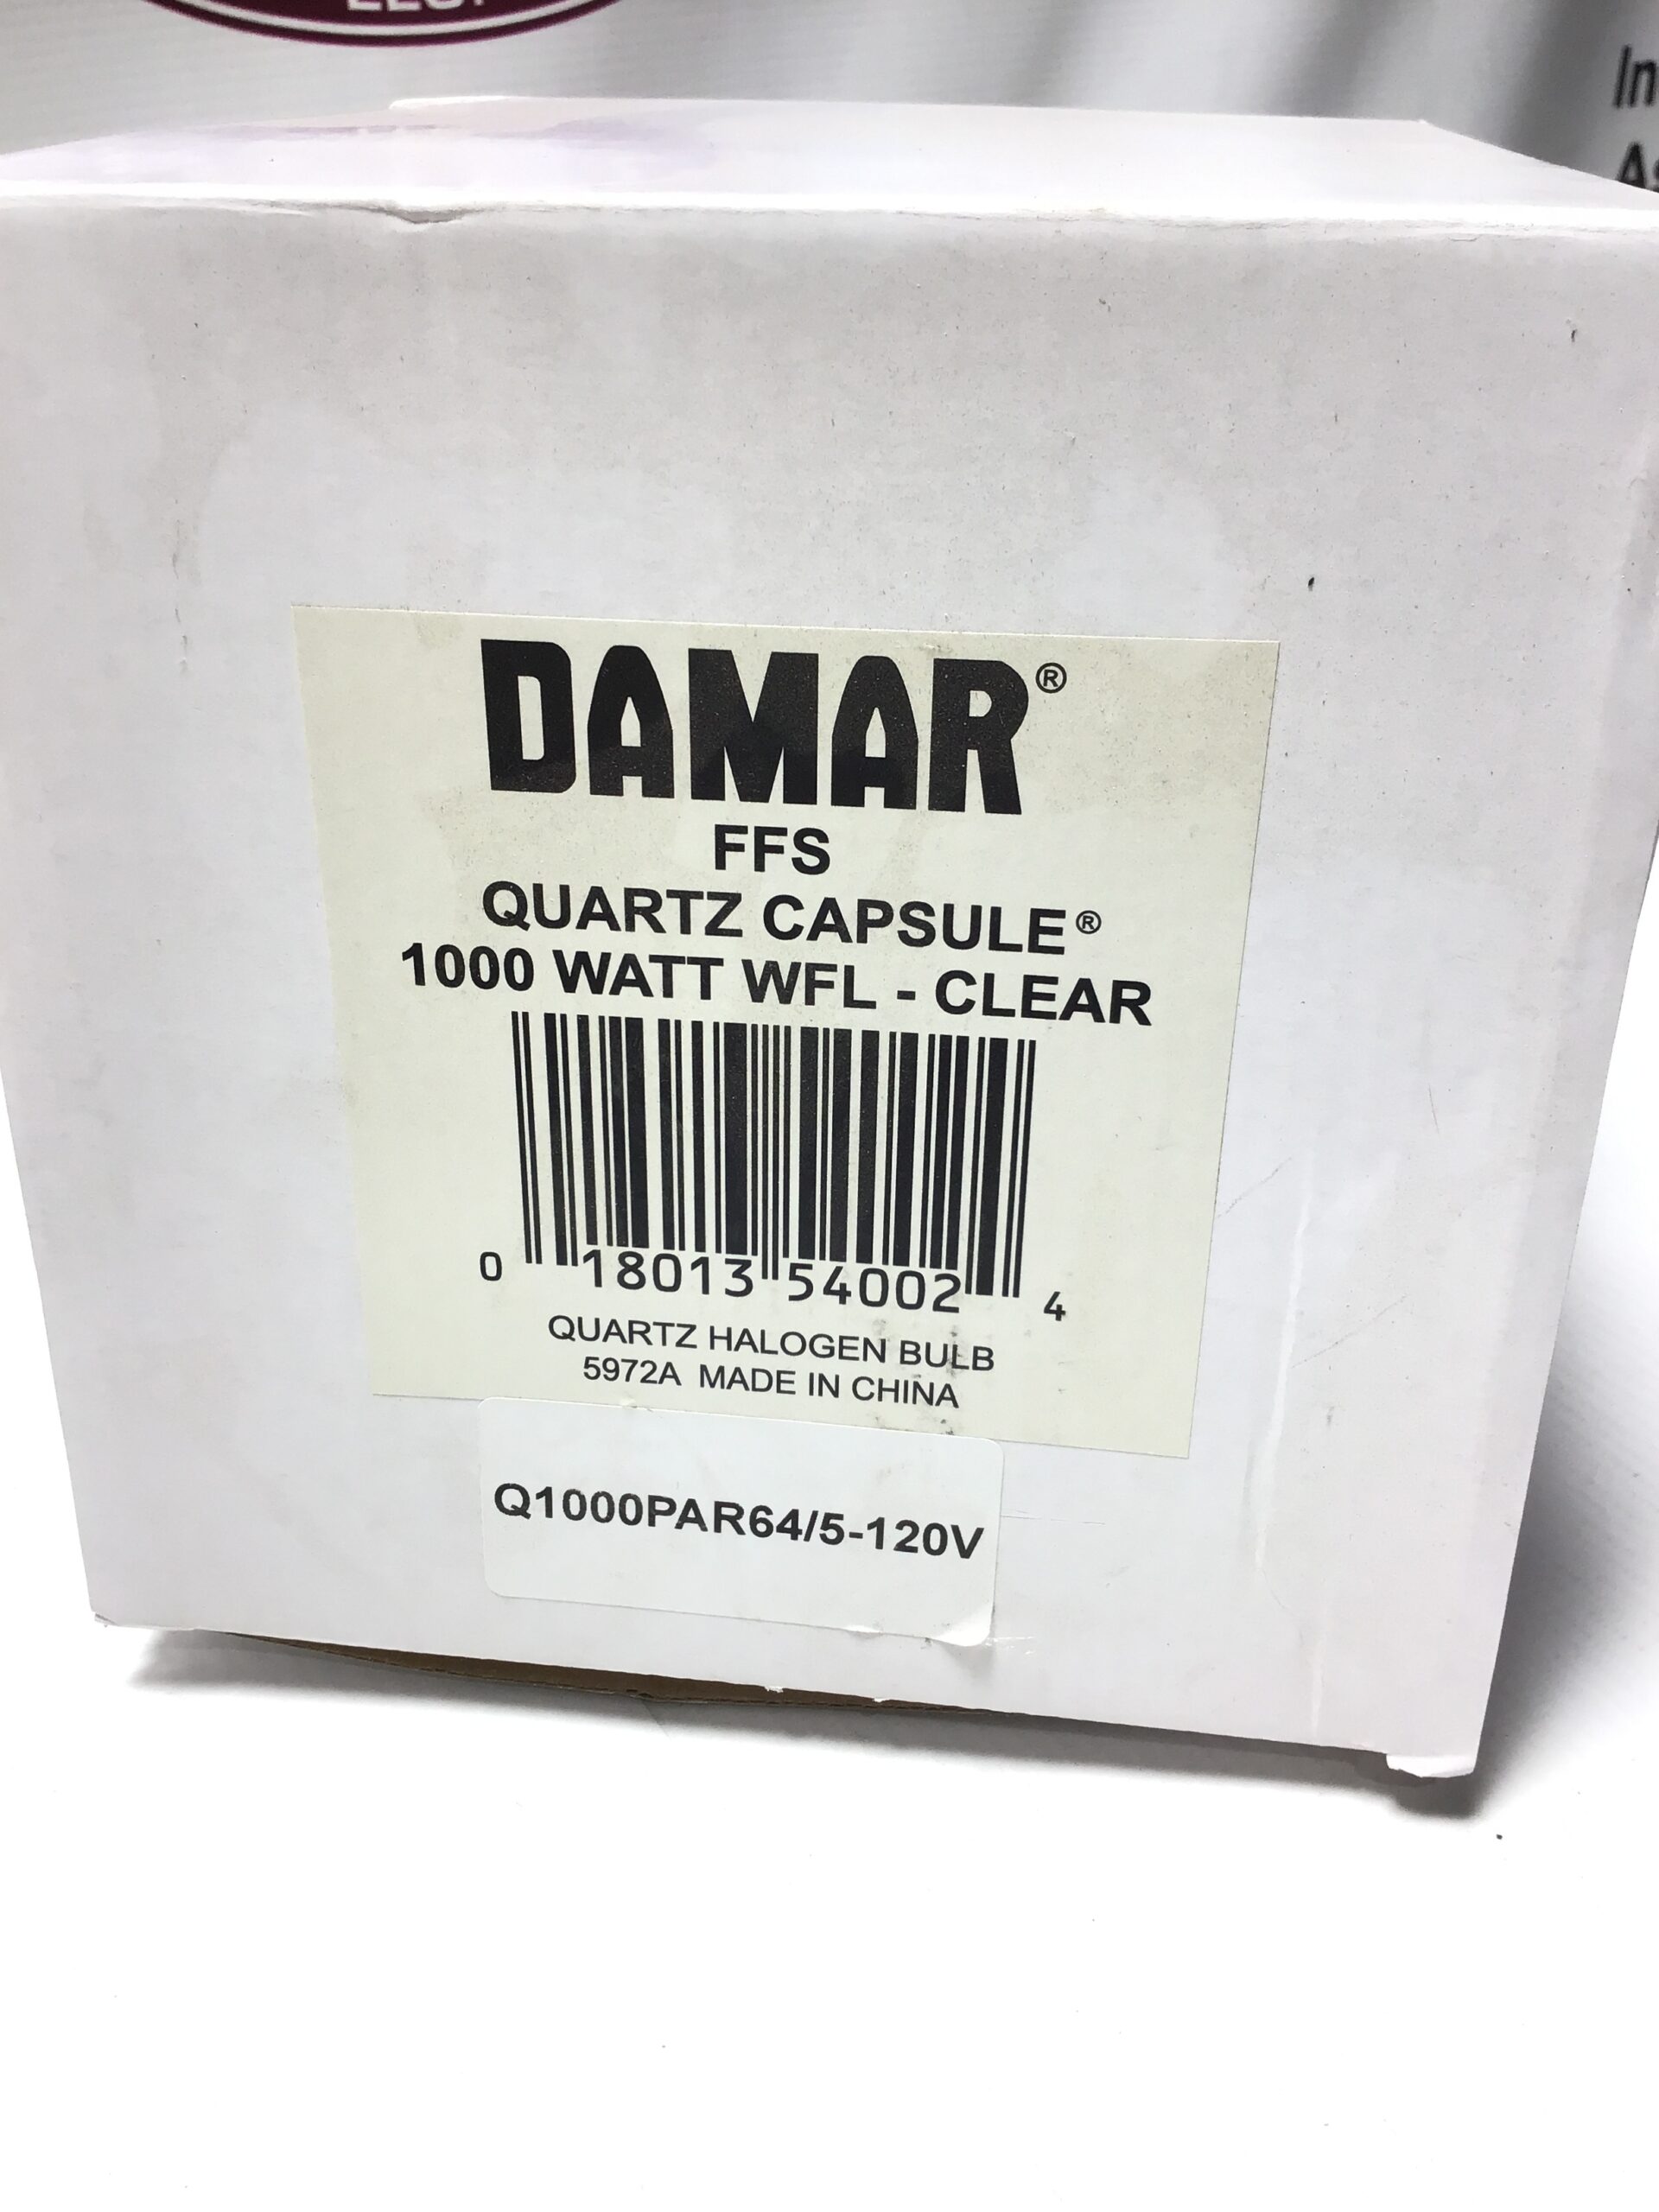 In
DAMAR®
FFS
QUARTZ CAPSULE®
1000 WATT WFL - CLEAR
0 18013 54002 4
QUARTZ HALOGEN BULB
5972A MADE IN CHINA
Q1000PAR64/5-120V